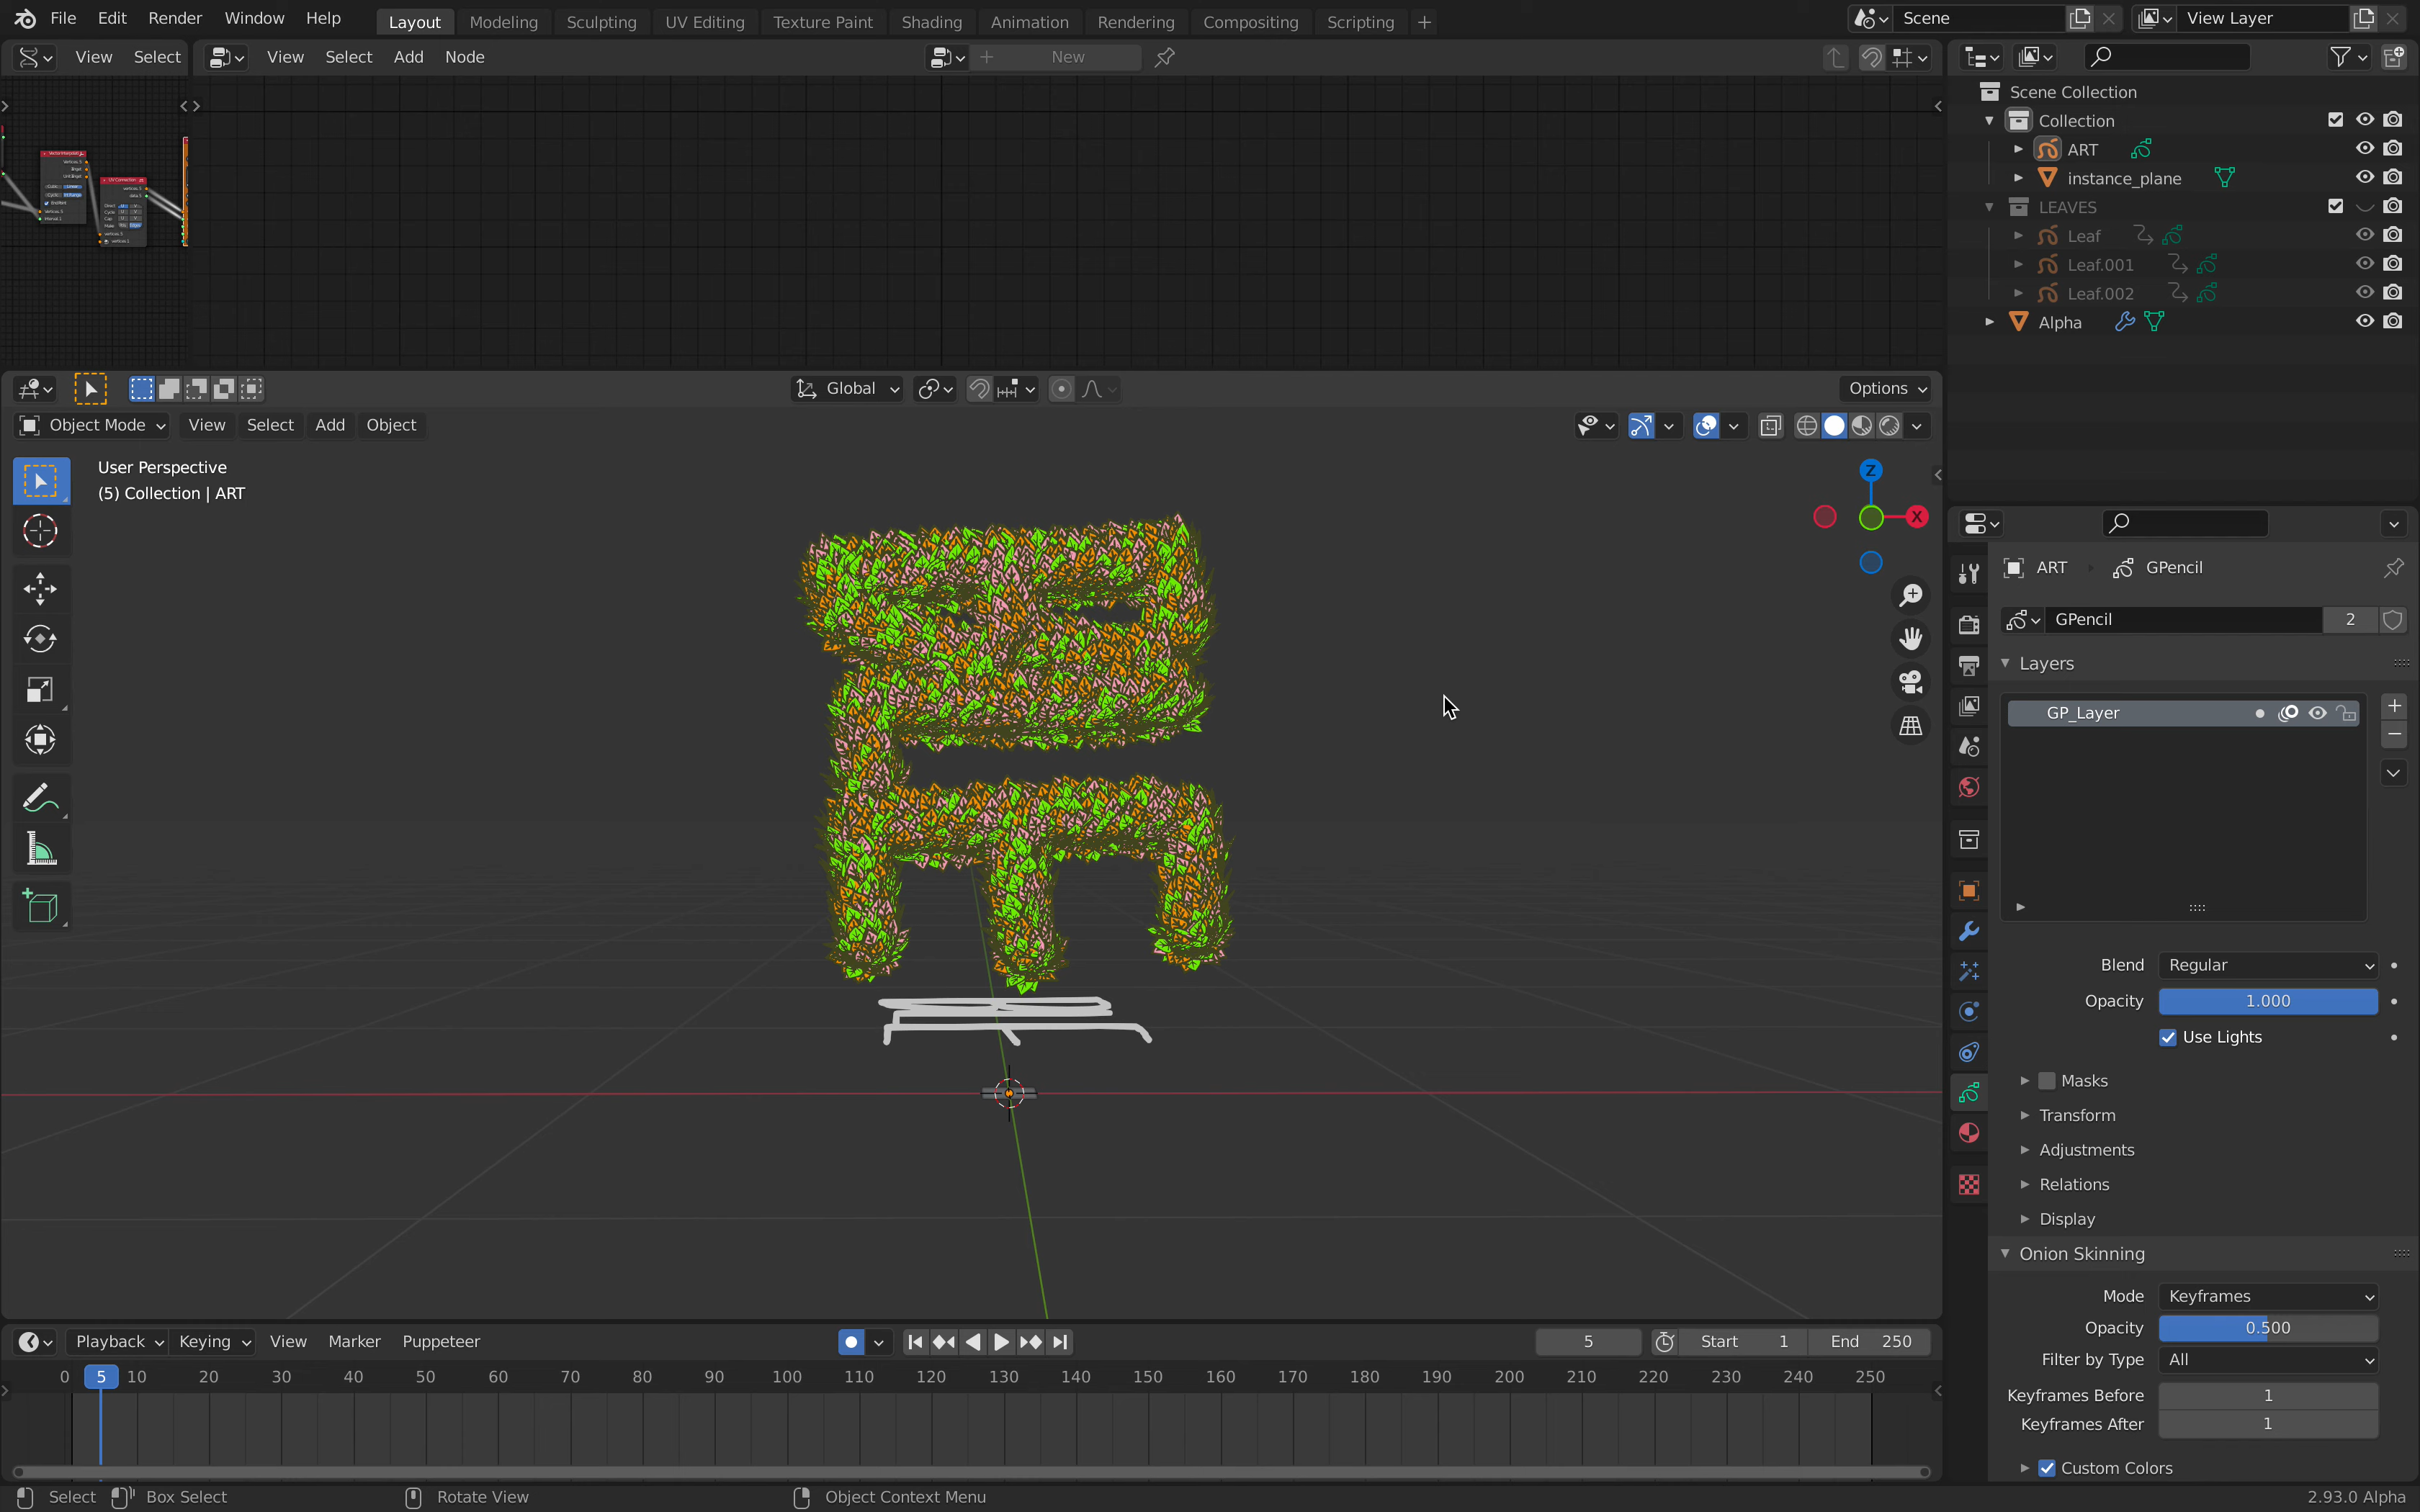 File Edit Render Window Help Layout Modeling Sculpting UV Editing Texture Paint Shading Animation Rendering Compositing Scripting + Scene View Layer
View Select View Select Add Node New
Scene Collection
Collection
ART
instance_plane
LEAVES
Leaf
Leaf.001
Leaf.002
Alpha
Global Options
Object Mode View Select Add Object
User Perspective
(5) Collection | ART
Z
X
ART GPencil
GPencil 2
Layers
GP_Layer
Blend Regular
Opacity 1.000
Use Lights
Masks
Transform
Adjustments
Relations
Display
Onion Skinning
Mode Keyframes
Opacity 0.500
Filter by Type All
Keyframes Before 1
Keyframes After 1
Custom Colors
Playback Keying View Marker Puppeteer 5 Start 1 End 250
0 5 10 20 30 40 50 60 70 80 90 100 110 120 130 140 150 160 170 180 190 200 210 220 230 240 250
Select Box Select Rotate View Object Context Menu 2.93.0 Alpha